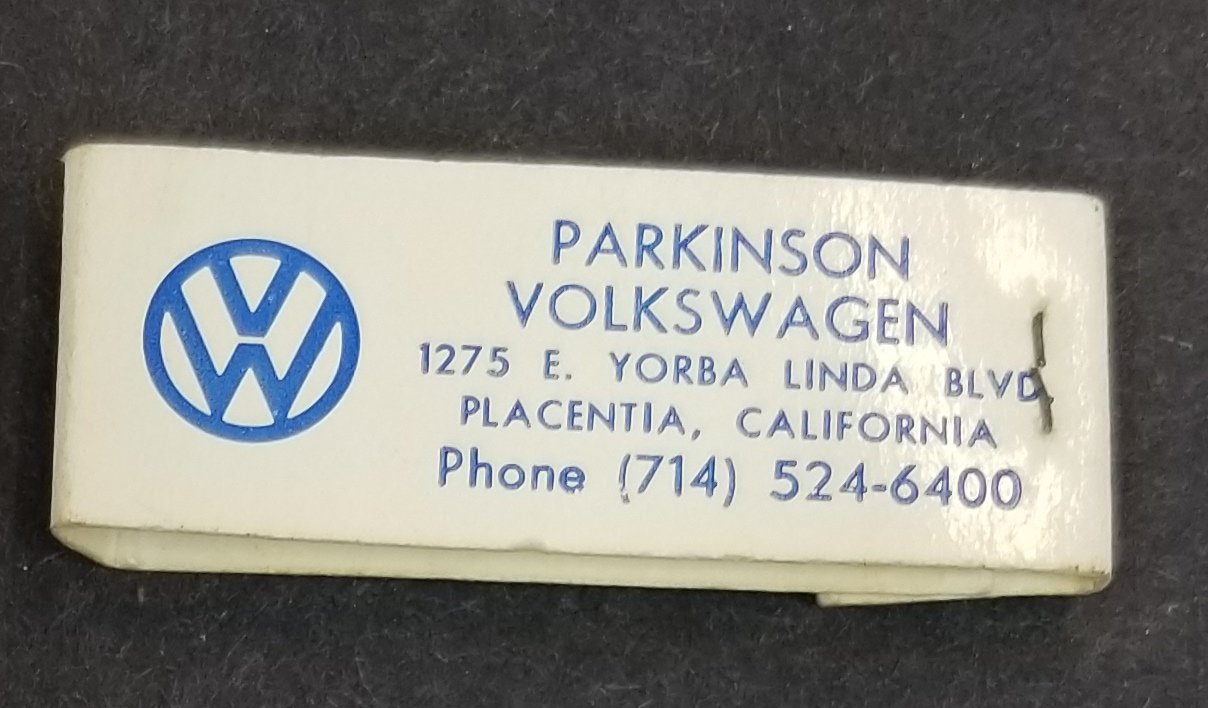 PARKINSON
VOLKSWAGEN
1275 E. YORBA LINDA BLVD
PLACENTIA, CALIFORNIA
Phone (714) 524-6400